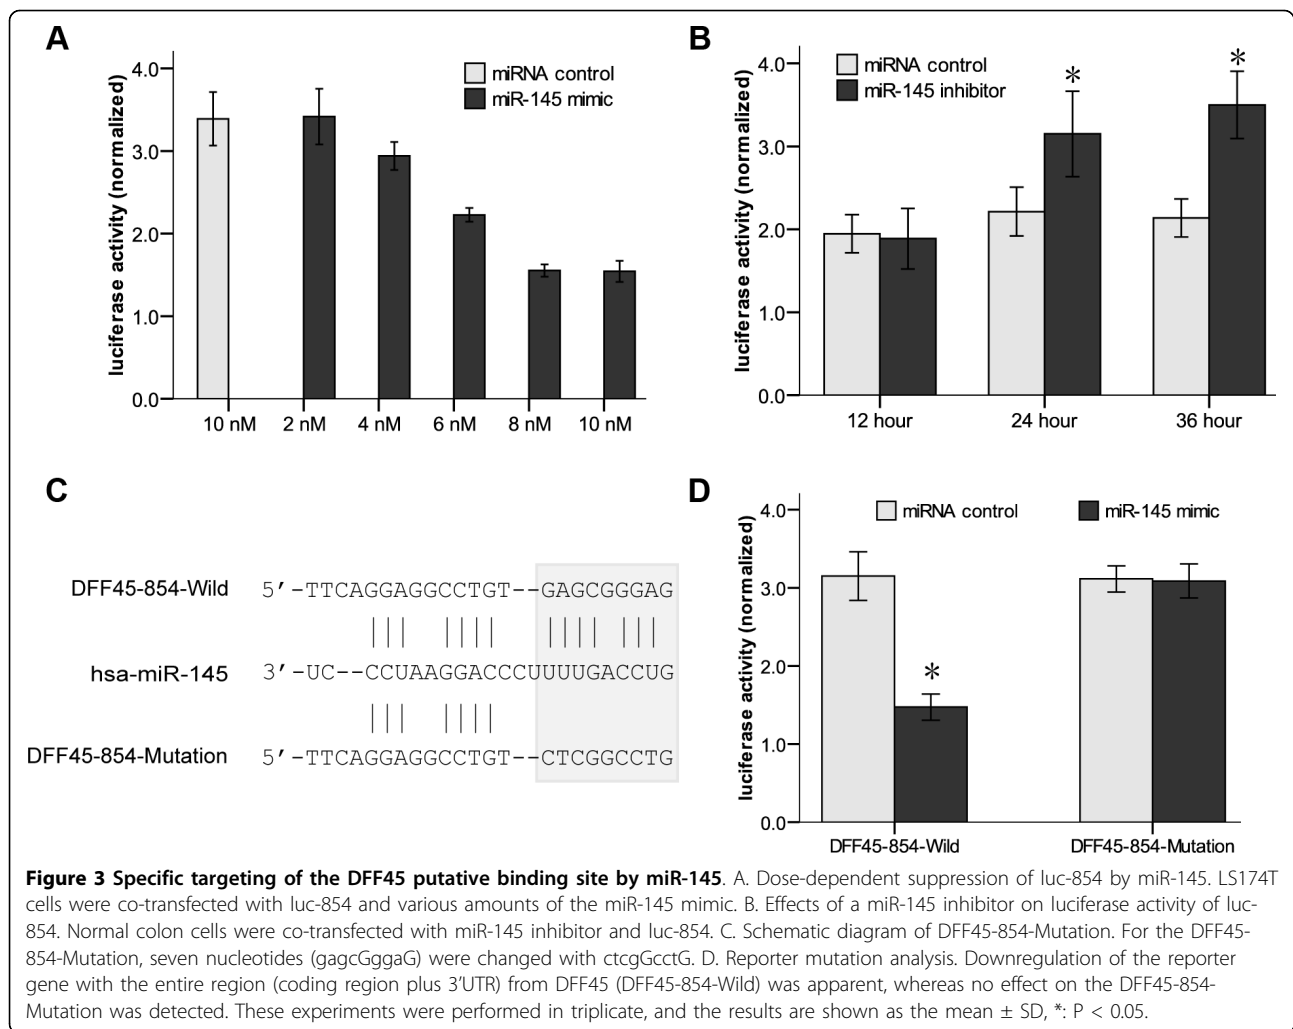 A
luciferase activity (normalized)
4.0
3.0
2.0
1.0
0.0
miRNA control
miR-145 mimic
10 nM 2 nM 4 nM 6 nM 8 nM 10 nM
B
luciferase activity (normalized)
4.0
3.0
2.0
1.0
0.0
miRNA control
miR-145 inhibitor
* *
12 hour 24 hour 36 hour
C
DFF45-854-Wild 5′-TTCAGGAGGCCTGT--GAGCGGGAG
hsa-miR-145 3′-UC--CCUAAGGACCCUUUUGACCUG
DFF45-854-Mutation 5′-TTCAGGAGGCCTGT--CTCGGCCTG
D
luciferase activity (normalized)
4.0
3.0
2.0
1.0
0.0
miRNA control miR-145 mimic
*
DFF45-854-Wild DFF45-854-Mutation
Figure 3 Specific targeting of the DFF45 putative binding site by miR-145. A. Dose-dependent suppression of luc-854 by miR-145. LS174T
cells were co-transfected with luc-854 and various amounts of the miR-145 mimic. B. Effects of a miR-145 inhibitor on luciferase activity of luc-
854. Normal colon cells were co-transfected with miR-145 inhibitor and luc-854. C. Schematic diagram of DFF45-854-Mutation. For the DFF45-
854-Mutation, seven nucleotides (gagcGggaG) were changed with ctcgGcctG. D. Reporter mutation analysis. Downregulation of the reporter
gene with the entire region (coding region plus 3′UTR) from DFF45 (DFF45-854-Wild) was apparent, whereas no effect on the DFF45-854-
Mutation was detected. These experiments were performed in triplicate, and the results are shown as the mean ± SD, *: P < 0.05.